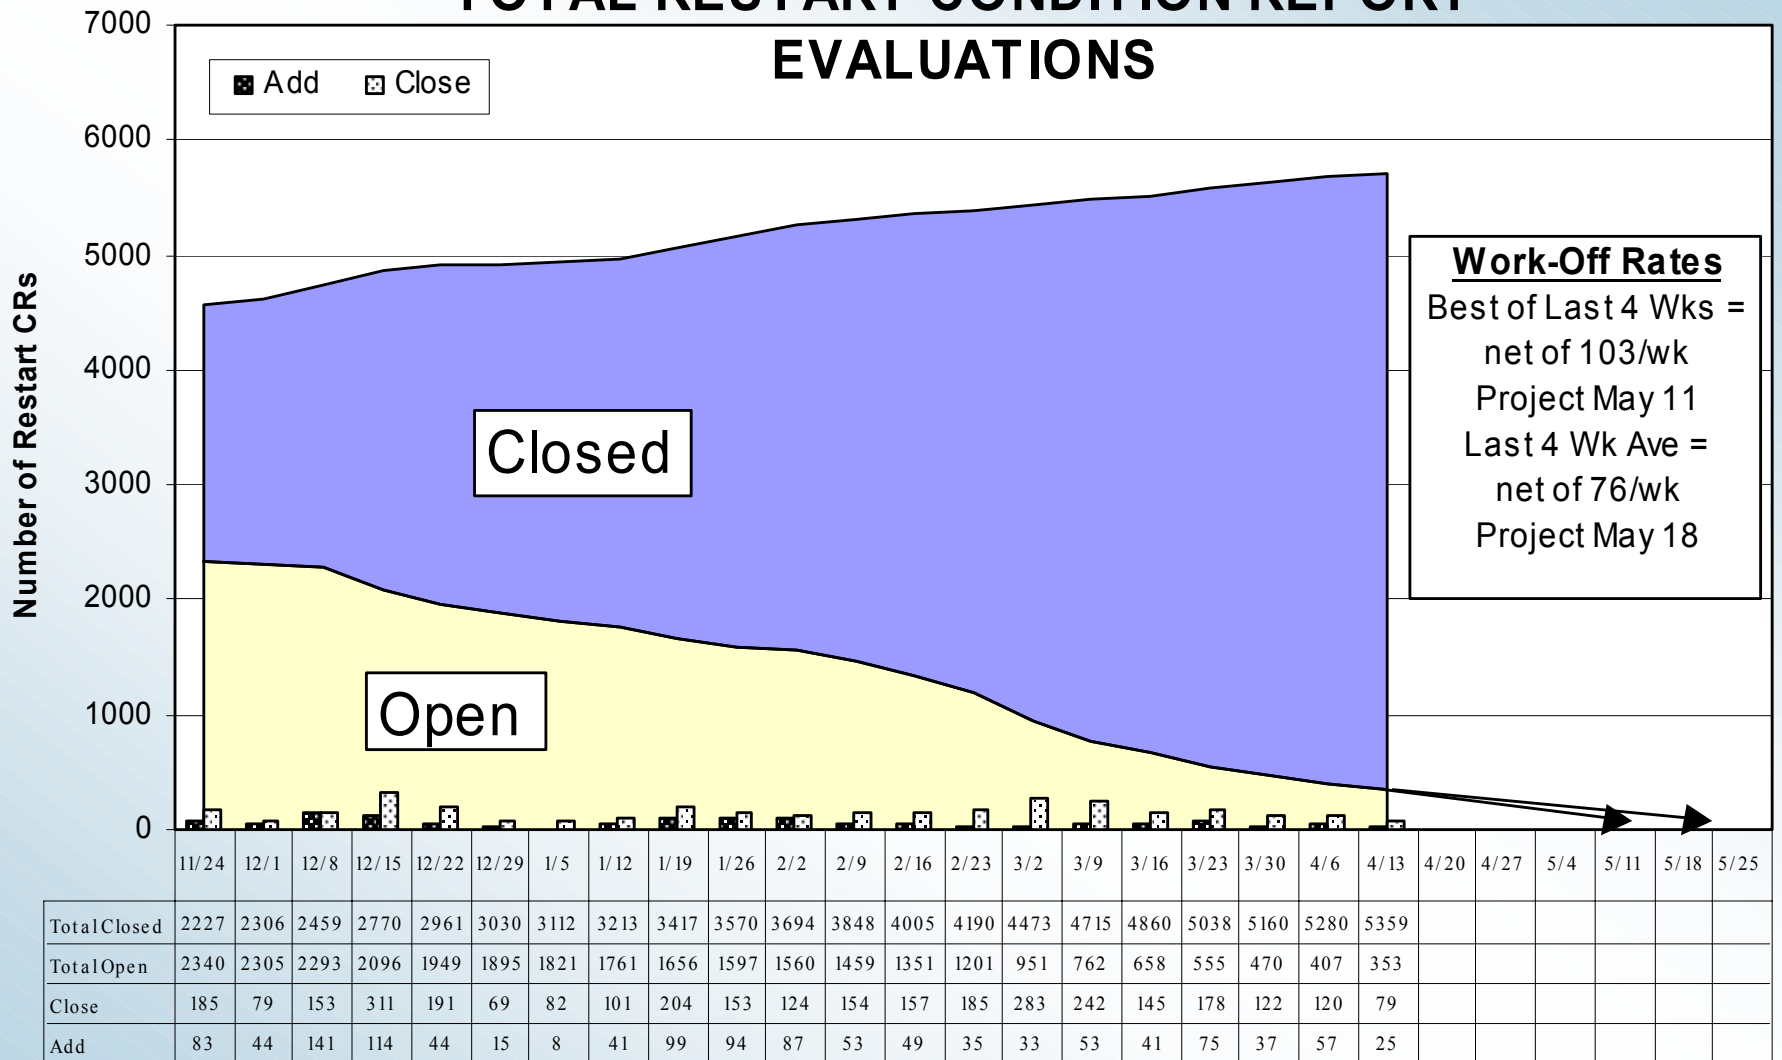 TOTAL RESTART CONDITION REPORT
EVALUATIONS
7000
6000
5000
4000
3000
2000
1000
0
Number of Restart CRs
Add Close
Closed
Open
Work-Off Rates
Best of Last 4 Wks =
net of 103/wk
Project May 11
Last 4 Wk Ave =
net of 76/wk
Project May 18
11/24 12/1 12/8 12/15 12/22 12/29 1/5 1/12 1/19 1/26 2/2 2/9 2/16 2/23 3/2 3/9 3/16 3/23 3/30 4/6 4/13 4/20 4/27 5/4 5/11 5/18 5/25
Total Closed 2227 2306 2459 2770 2961 3030 3112 3213 3417 3570 3694 3848 4005 4190 4473 4715 4860 5038 5160 5280 5359
Total Open 2340 2305 2293 2096 1949 1895 1821 1761 1656 1597 1560 1459 1351 1201 951 762 658 555 470 407 353
Close 185 79 153 311 191 69 82 101 204 153 124 154 157 185 283 242 145 178 122 120 79
Add 83 44 141 114 44 15 8 41 99 94 87 53 49 35 33 53 41 75 37 57 25